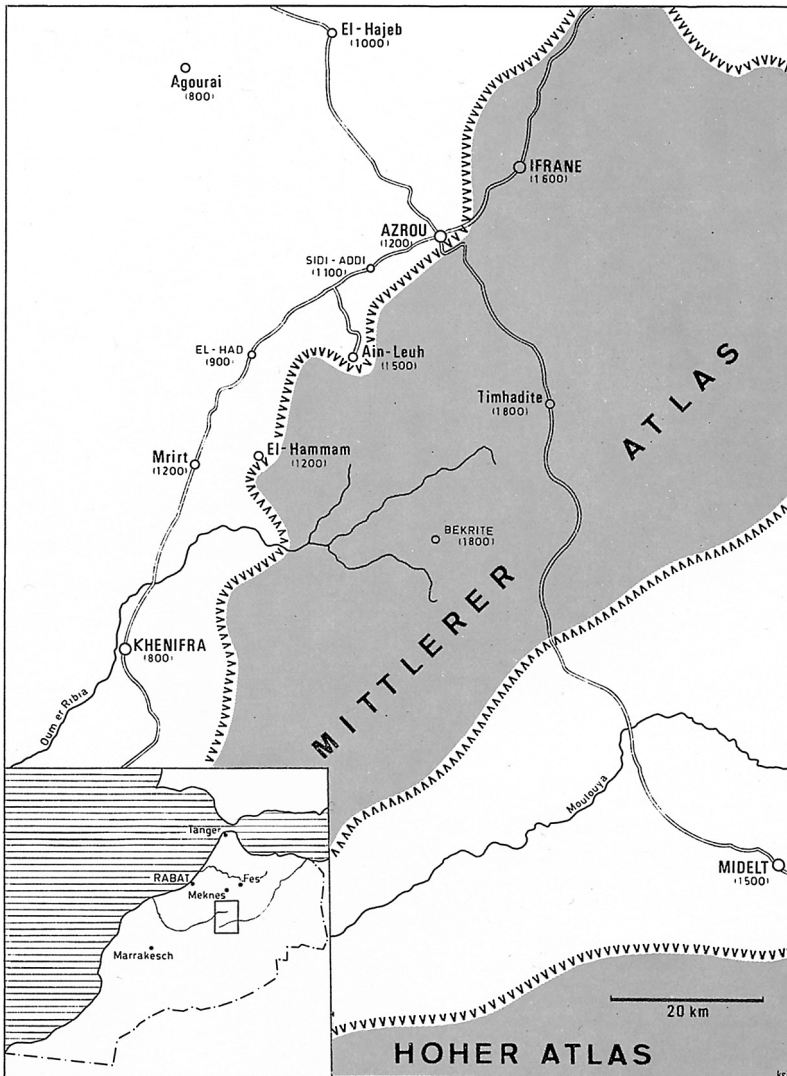 El-Hajeb
(1000)
Agourai
(800)
IFRANE
(1600)
AZROU
(1200)
SIDI-ADDI
(1100)
EL-HAD
(900)
Ain-Leuh
(1500)
Timhadite
(1800)
ATLAS
Mrirt
(1200)
El-Hammam
(1200)
BEKRITE
(1800)
MITTLERER
KHENIFRA
(800)
Oum er Ribia
Moulouya
MIDELT
(1500)
Tanger
RABAT
Fes
Meknes
Marrakesch
20 km
HOHER ATLAS